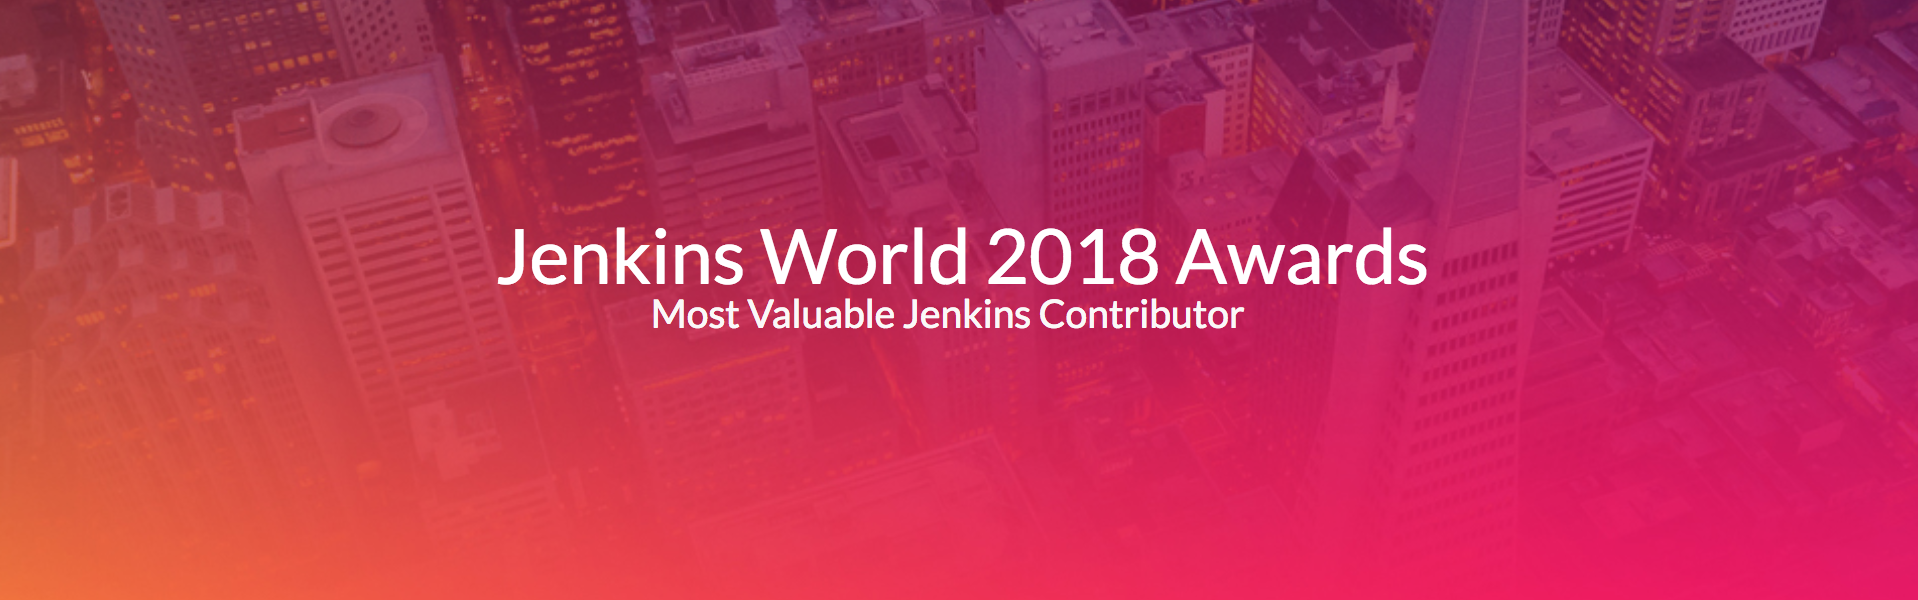 Jenkins World 2018 Awards
Most Valuable Jenkins Contributor